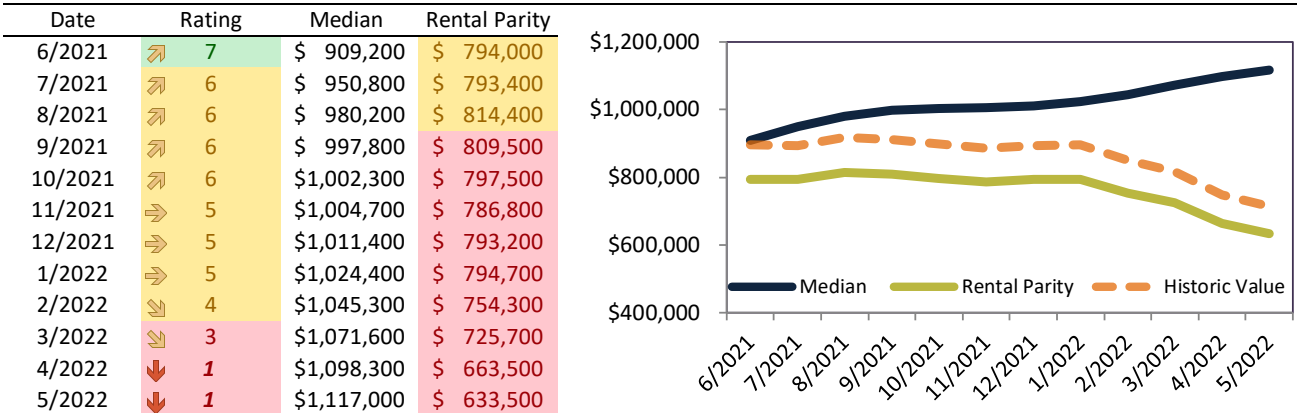 Date Rating Median Rental Parity
6/2021 7 $ 909,200 $ 794,000
7/2021 6 $ 950,800 $ 793,400
8/2021 6 $ 980,200 $ 814,400
9/2021 6 $ 997,800 $ 809,500
10/2021 6 $1,002,300 $ 797,500
11/2021 5 $1,004,700 $ 786,800
12/2021 5 $1,011,400 $ 793,200
1/2022 5 $1,024,400 $ 794,700
2/2022 4 $1,045,300 $ 754,300
3/2022 3 $1,071,600 $ 725,700
4/2022 1 $1,098,300 $ 663,500
5/2022 1 $1,117,000 $ 633,500
$1,200,000
$1,000,000
$800,000
$600,000
$400,000
Median Rental Parity Historic Value
6/2021 7/2021 8/2021 9/2021 10/2021 11/2021 12/2021 1/2022 2/2022 3/2022 4/2022 5/2022